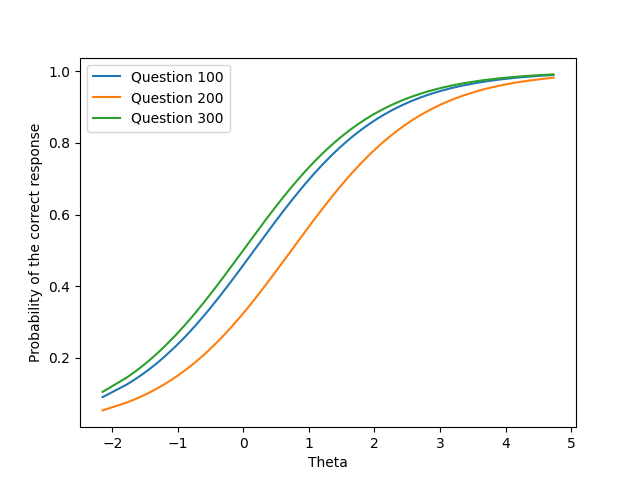 Question 100
Question 200
Question 300
Probability of the correct response
1.0
0.8
0.6
0.4
0.2
−2
−1
0
1
2
3
4
5
Theta